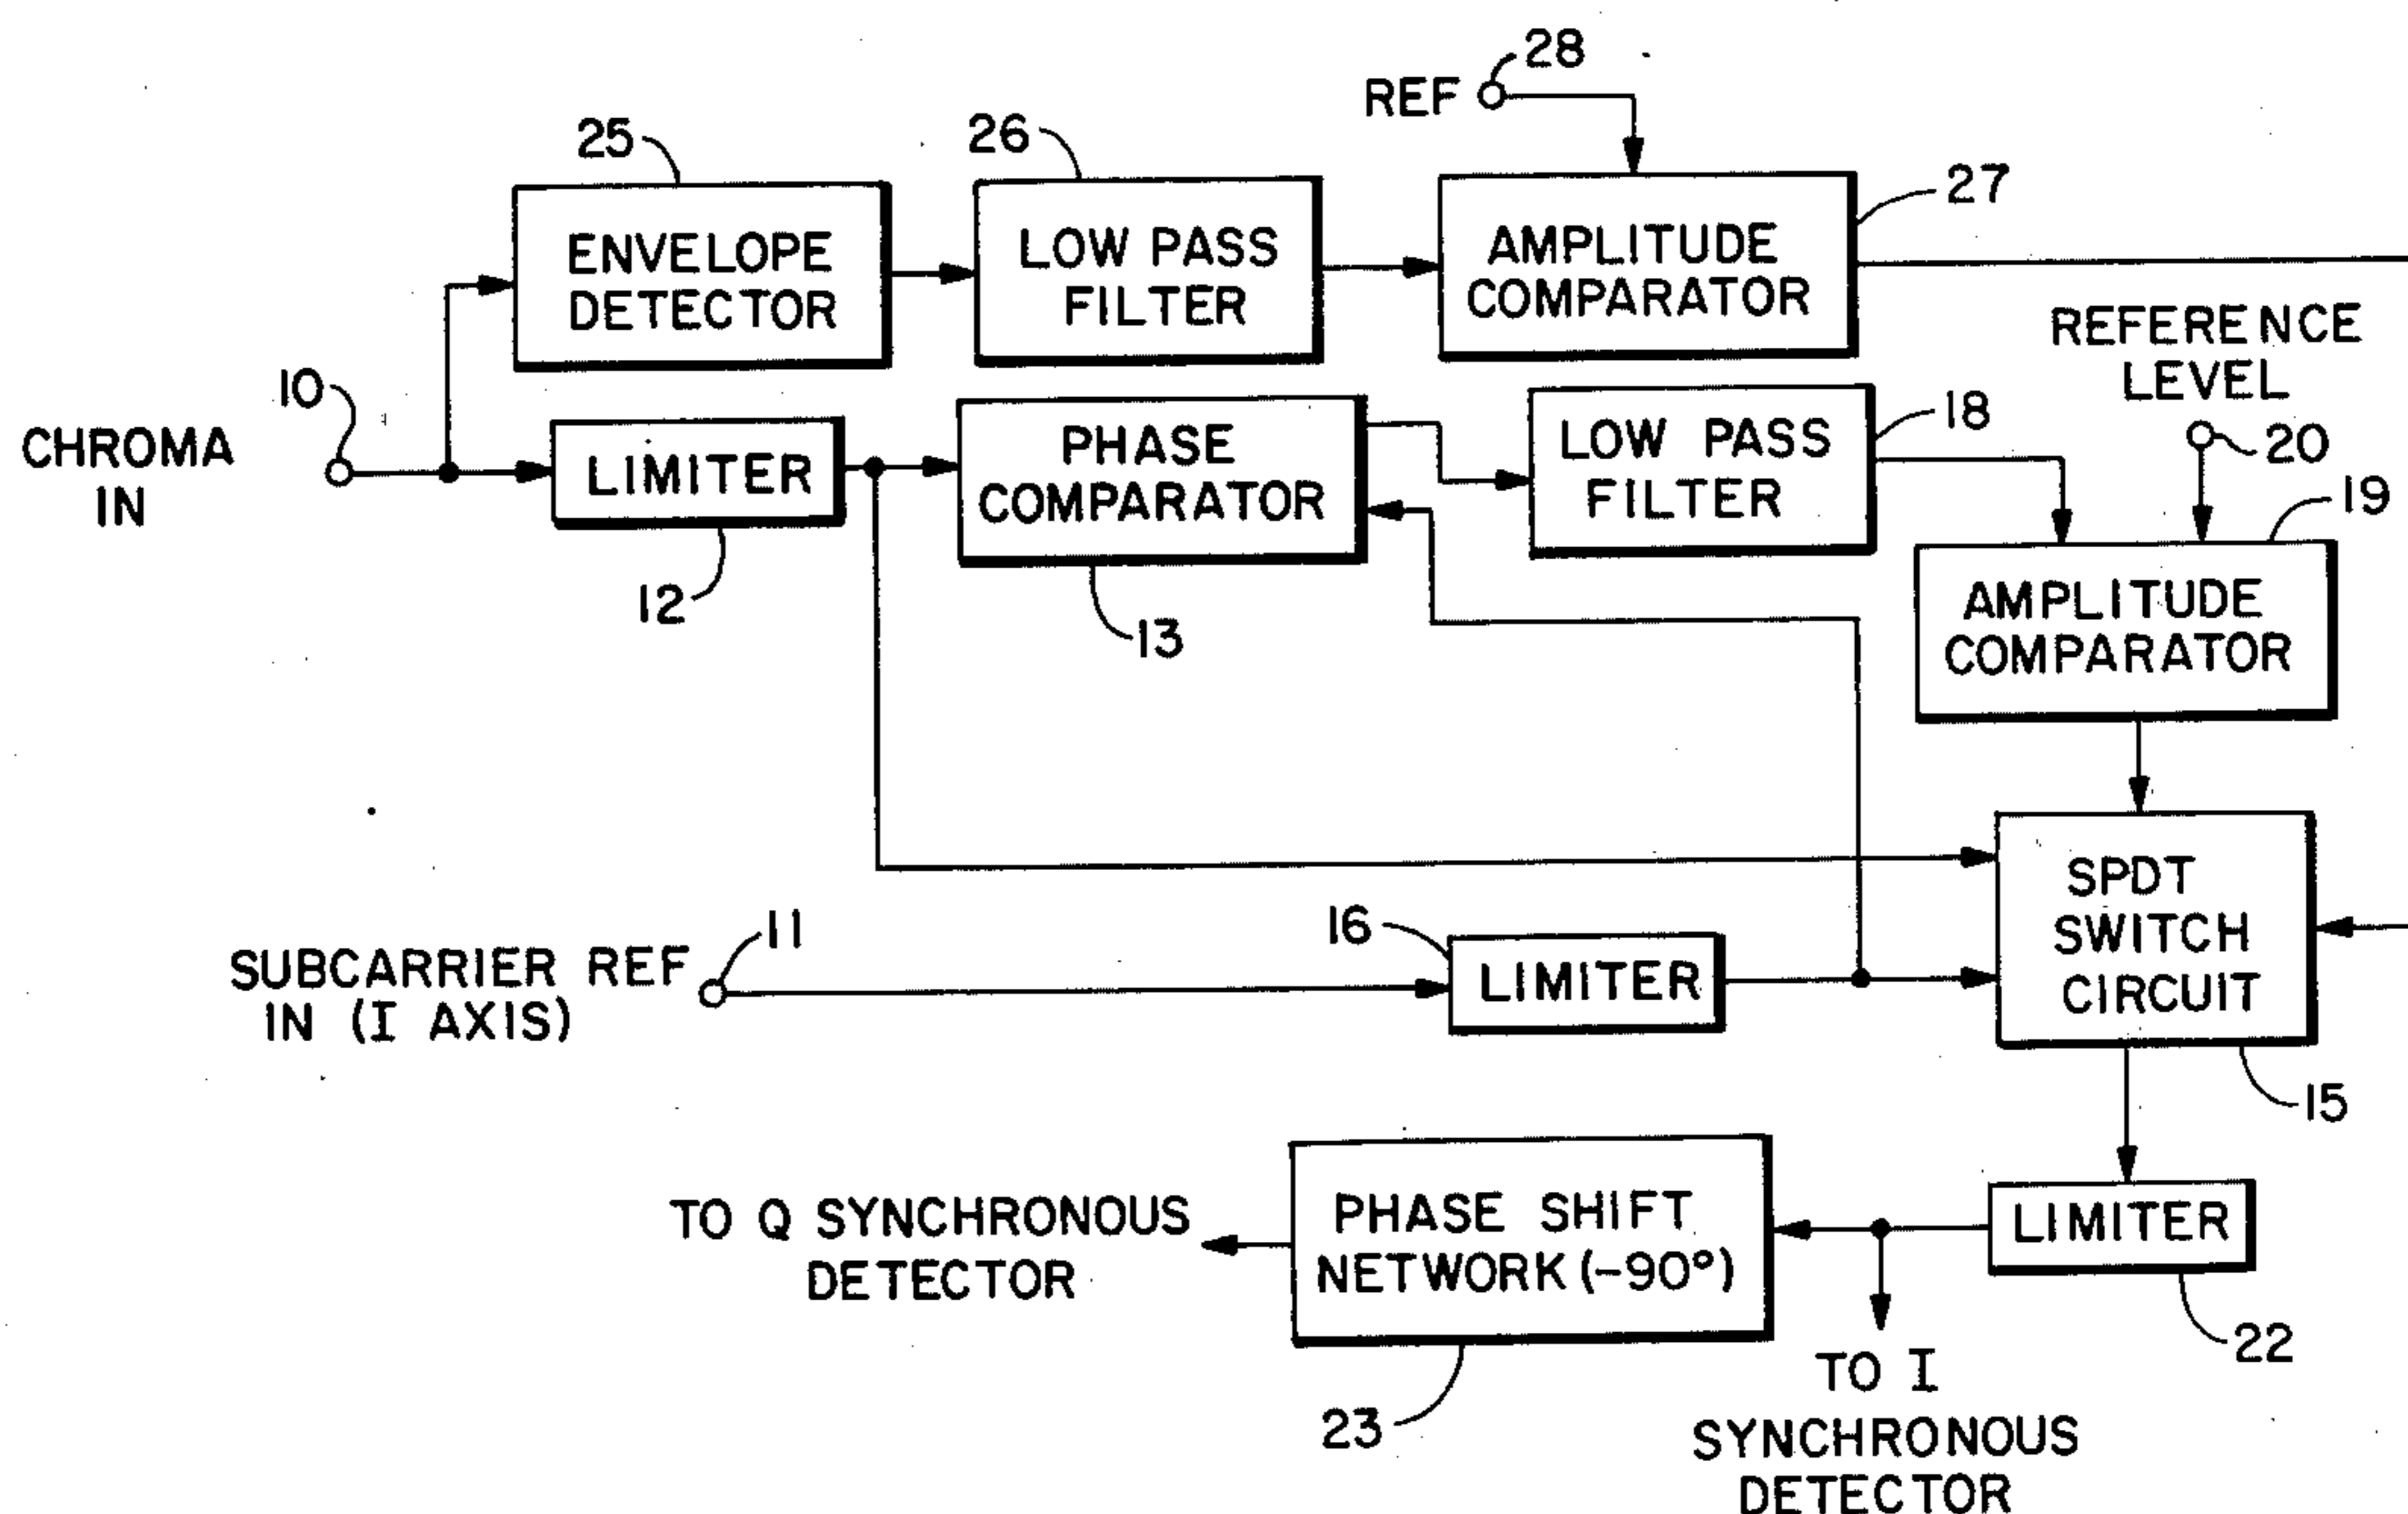 28
REF
25
26
27
ENVELOPE
DETECTOR
LOW PASS
FILTER
AMPLITUDE
COMPARATOR
REFERENCE
LEVEL
10
CHROMA
IN
LIMITER
12
PHASE
COMPARATOR
13
LOW PASS
FILTER
18
20
19
AMPLITUDE
COMPARATOR
SUBCARRIER REF
IN (I AXIS)
11
16
LIMITER
SPDT
SWITCH
CIRCUIT
15
TO Q SYNCHRONOUS
DETECTOR
PHASE SHIFT
NETWORK (-90°)
23
LIMITER
22
TO I
SYNCHRONOUS
DETECTOR